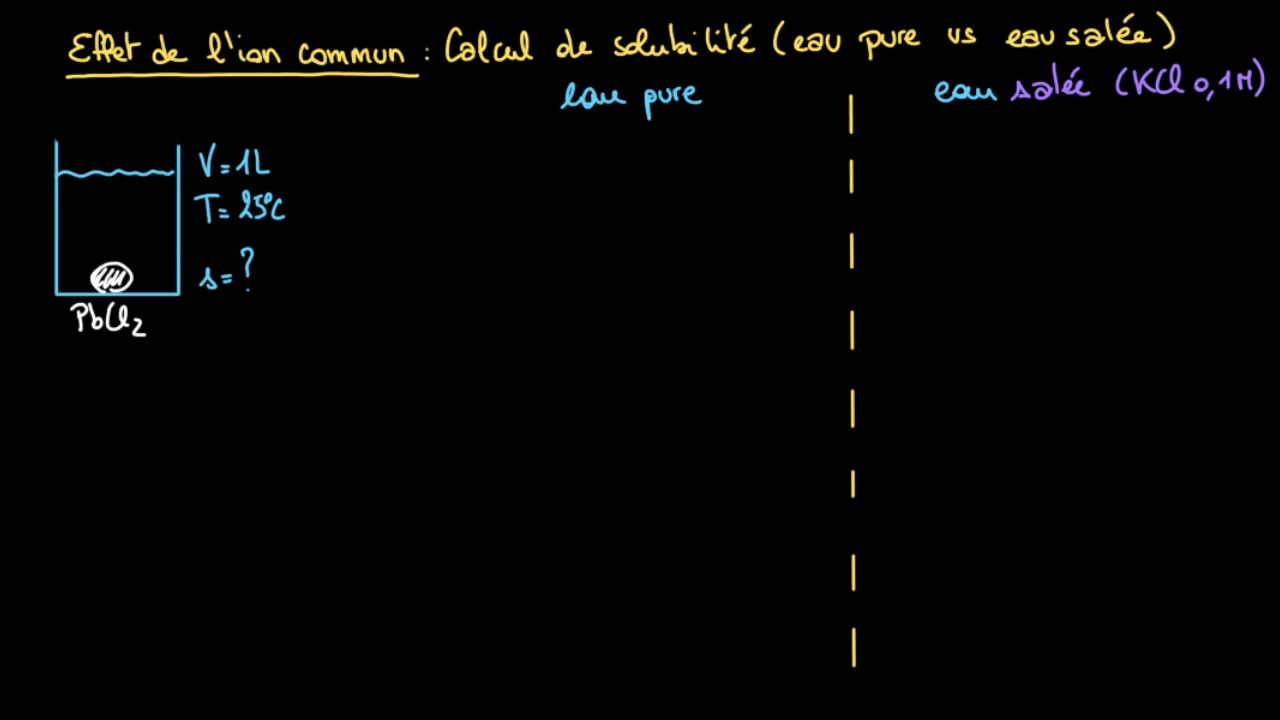 Effet de l'ion commun : Calcul de solubilité (eau pure vs eau salée)
eau pure
eau salée (KCl 0,1M)
V = 1L
T = 25°C
s = ?
PbCl2